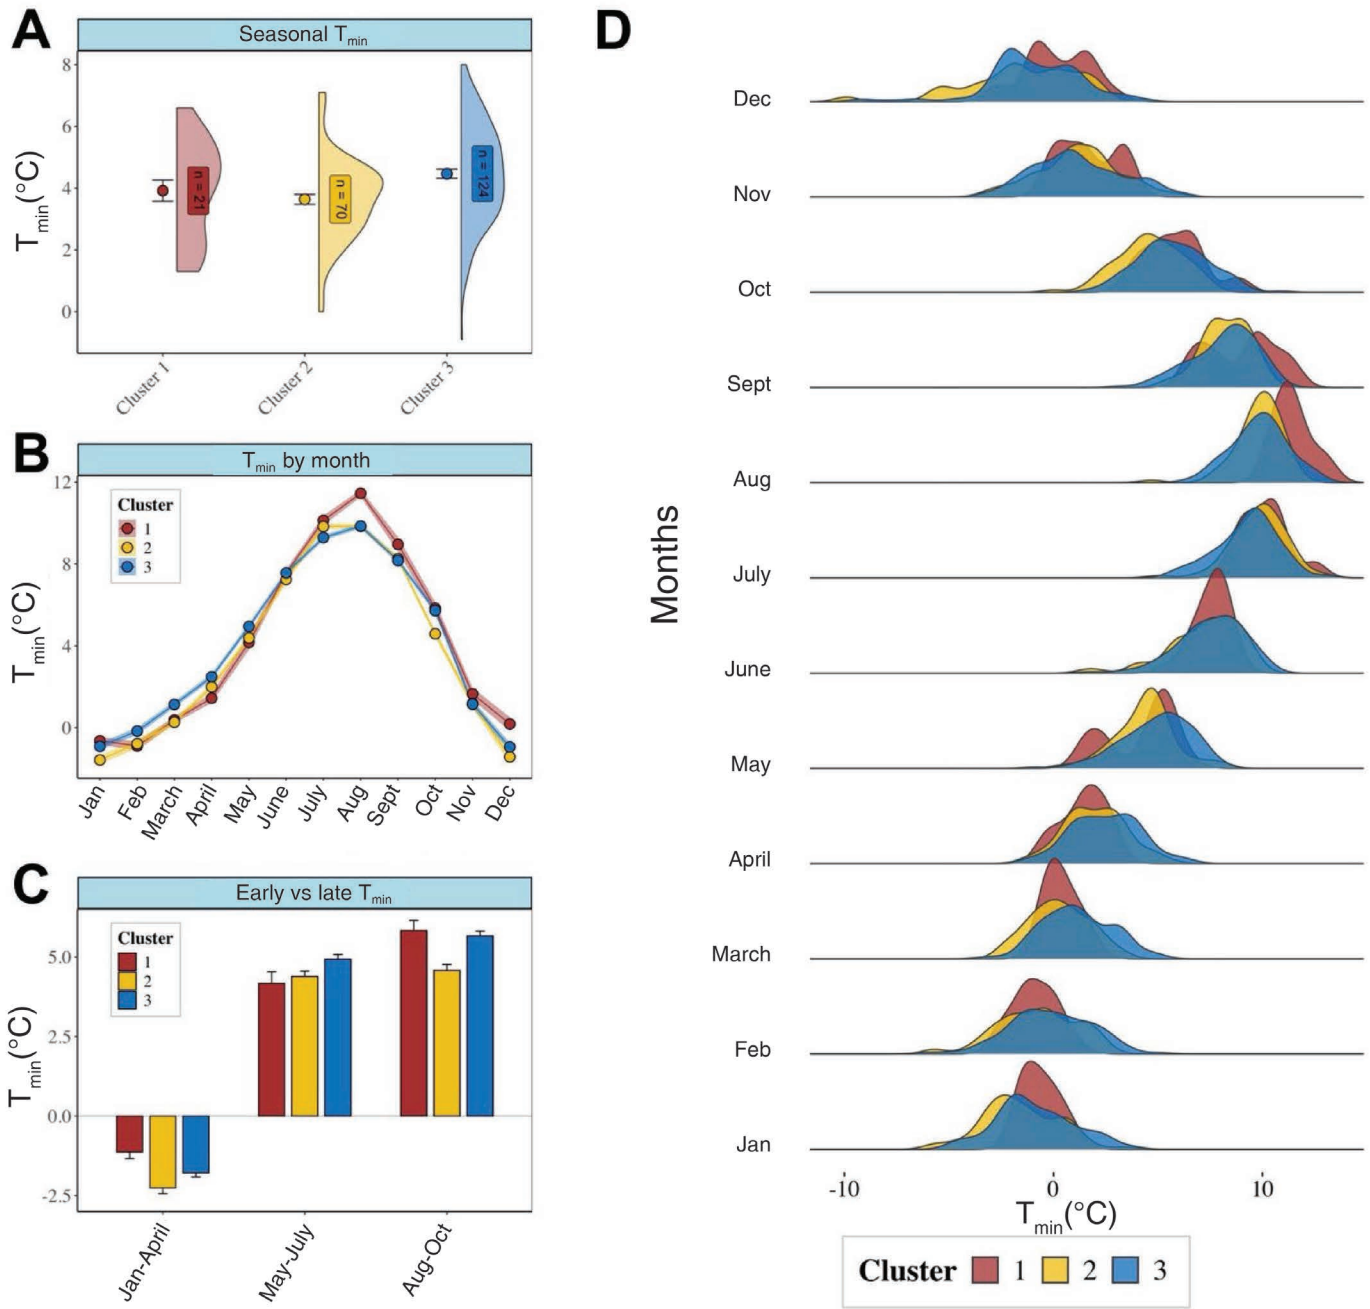 A
Seasonal Tmin
Tmin(°C)
8
6
4
2
0
n = 21
n = 70
n = 124
Cluster 1
Cluster 2
Cluster 3
B
Tmin by month
Tmin(°C)
12
8
4
0
Cluster
1
2
3
Jan
Feb
March
April
May
June
July
Aug
Sept
Oct
Nov
Dec
C
Early vs late Tmin
Tmin(°C)
5.0
2.5
0.0
-2.5
Cluster
1
2
3
Jan-April
May-July
Aug-Oct
D
Months
Dec
Nov
Oct
Sept
Aug
July
June
May
April
March
Feb
Jan
-10
0
10
Tmin(°C)
Cluster 1 2 3